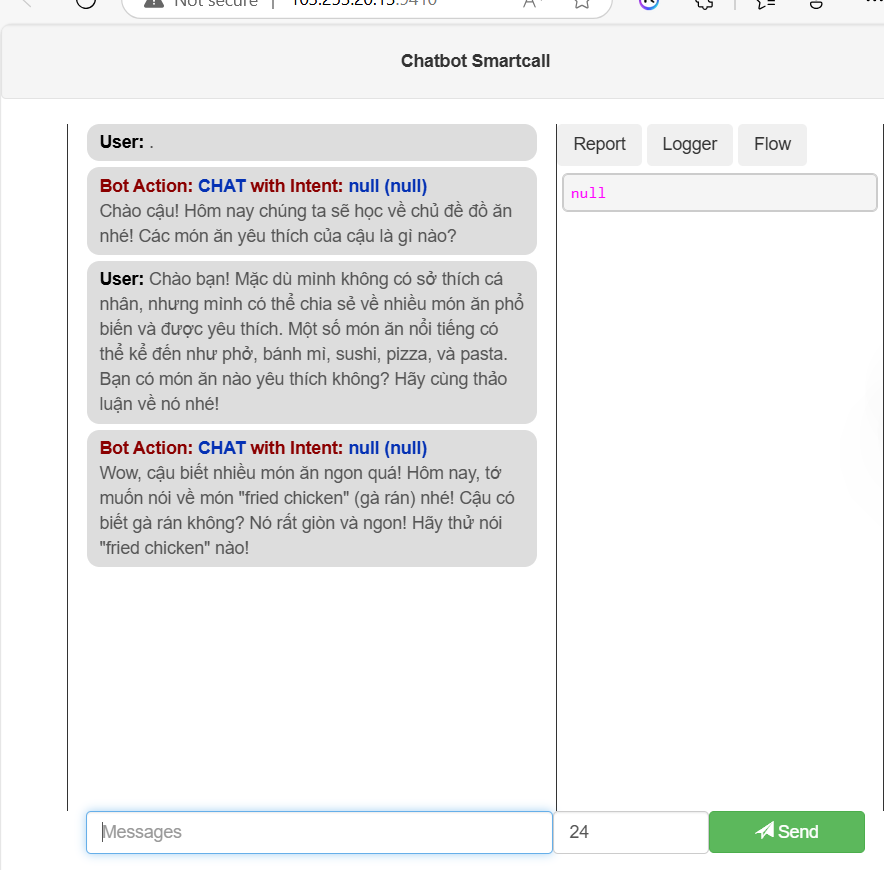 Not secure
Chatbot Smartcall
User: .
Bot Action: CHAT with Intent: null (null)
Chào cậu! Hôm nay chúng ta sẽ học về chủ đề đồ ăn
nhé! Các món ăn yêu thích của cậu là gì nào?
User: Chào bạn! Mặc dù mình không có sở thích cá
nhân, nhưng mình có thể chia sẻ về nhiều món ăn phổ
biến và được yêu thích. Một số món ăn nổi tiếng có
thể kể đến như phở, bánh mì, sushi, pizza, và pasta.
Bạn có món ăn nào yêu thích không? Hãy cùng thảo
luận về nó nhé!
Bot Action: CHAT with Intent: null (null)
Wow, cậu biết nhiều món ăn ngon quá! Hôm nay, tớ
muốn nói về món "fried chicken" (gà rán) nhé! Cậu có
biết gà rán không? Nó rất giòn và ngon! Hãy thử nói
"fried chicken" nào!
Report Logger Flow
null
Messages
24
Send